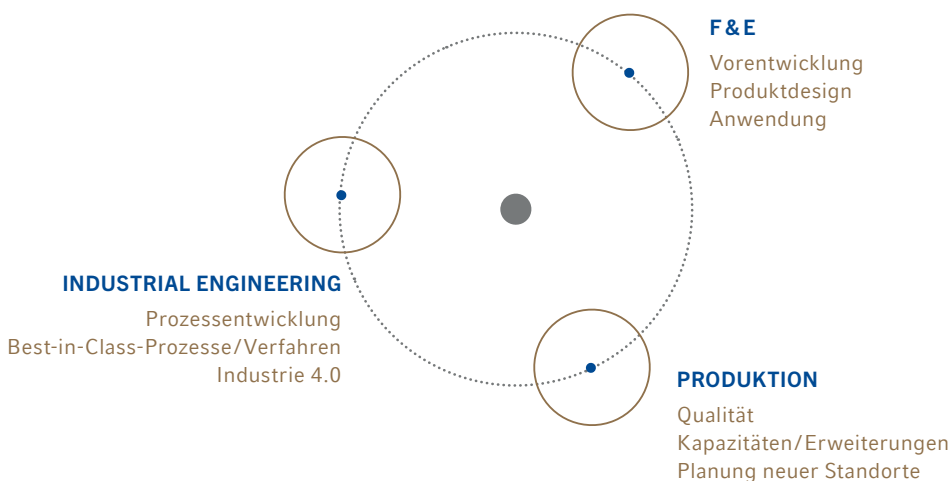 F & E
Vorentwicklung
Produktdesign
Anwendung
INDUSTRIAL ENGINEERING
Prozessentwicklung
Best-in-Class-Prozesse/Verfahren
Industrie 4.0
PRODUKTION
Qualität
Kapazitäten/Erweiterungen
Planung neuer Standorte